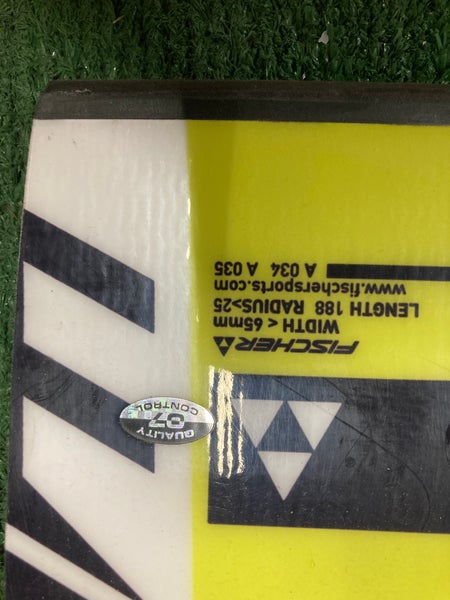 FISCHER
WIDTH < 65mm
LENGTH 188 RADIUS>25
www.fischersports.com
A 034 A 035
QUALITY
07
CONTROL